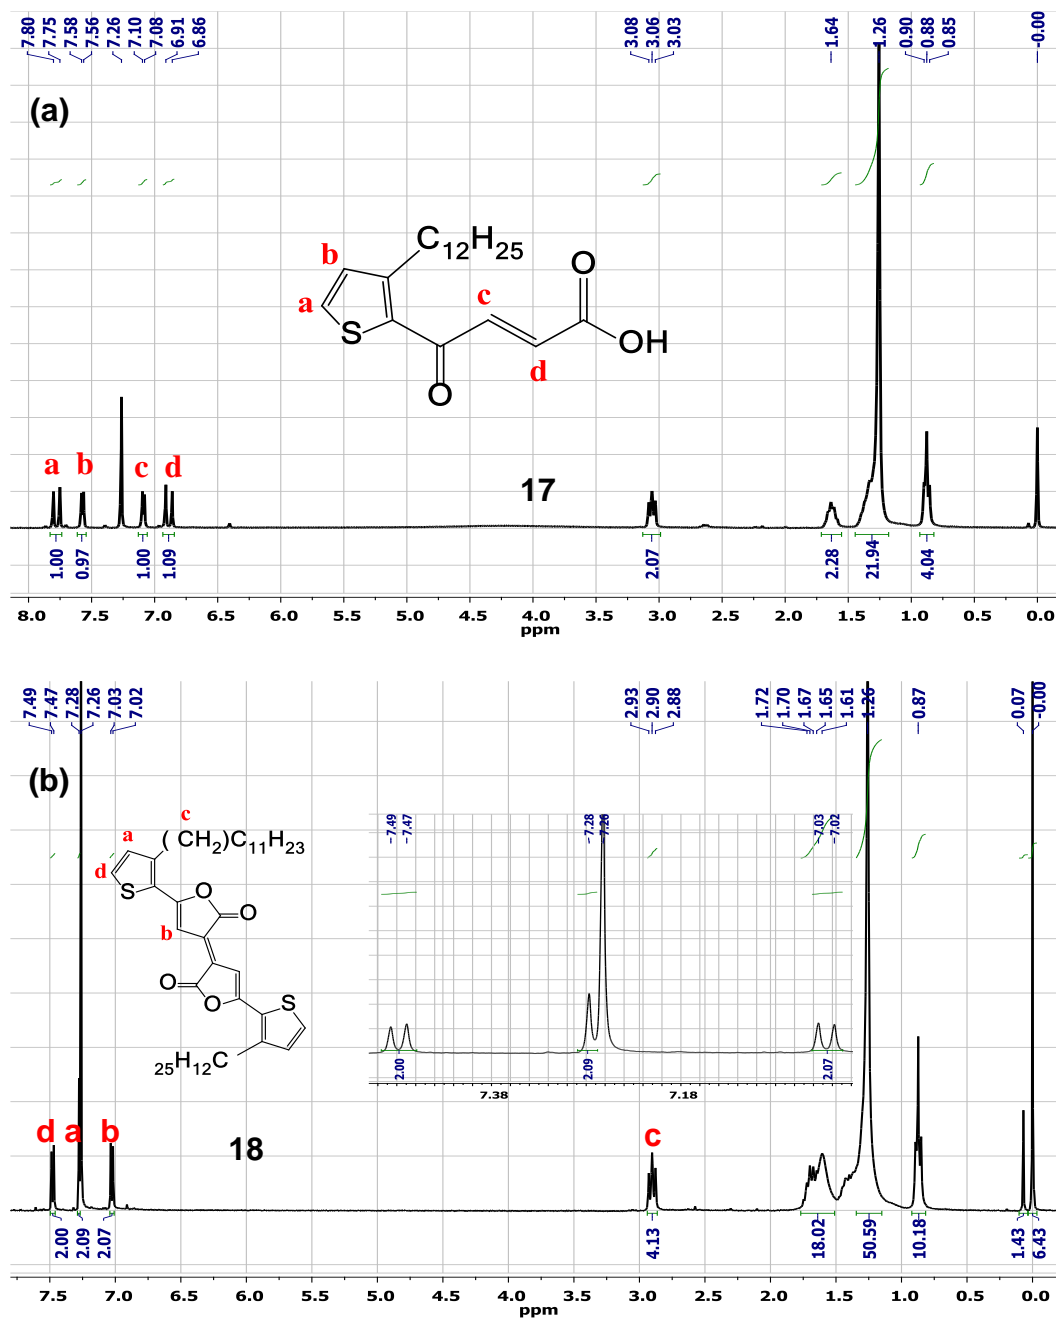 7.80
7.75
7.58
7.56
7.26
7.10
7.08
6.91
6.86
3.08
3.06
3.03
1.64
1.26
0.90
0.88
0.85
-0.00
(a)
C12H25
b
a
S
c
d
O
O
OH
a
b
c
d
17
1.00
0.97
1.00
1.09
2.07
2.28
21.94
4.04
8.0 7.5 7.0 6.5 6.0 5.5 5.0 4.5 4.0 3.5 3.0 2.5 2.0 1.5 1.0 0.5 0.0
ppm
7.49
7.47
7.28
7.26
7.03
7.02
2.93
2.90
2.88
1.72
1.70
1.67
1.65
1.61
1.26
0.87
0.07
-0.00
(b)
c
a
( CH2)C11H23
d
S
O
O
b
O
O
S
25H12C
7.49
7.47
7.28
7.26
7.03
7.02
2.00
2.09
2.07
7.38 7.18
d a b
18
c
2.00
2.09
2.07
4.13
18.02
50.59
10.18
1.43
6.43
7.5 7.0 6.5 6.0 5.5 5.0 4.5 4.0 3.5 3.0 2.5 2.0 1.5 1.0 0.5 0.0
ppm